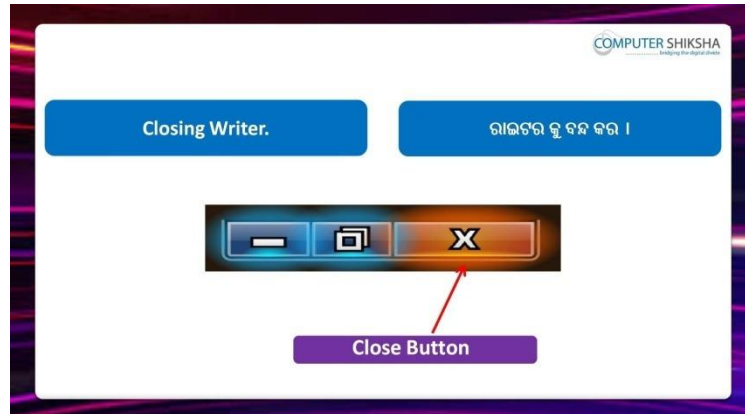 COMPUTER SHIKSHA
bridging the digital divide
Closing Writer.
ରାଇଟର କୁ ବନ୍ଦ କର ।
X
Close Button